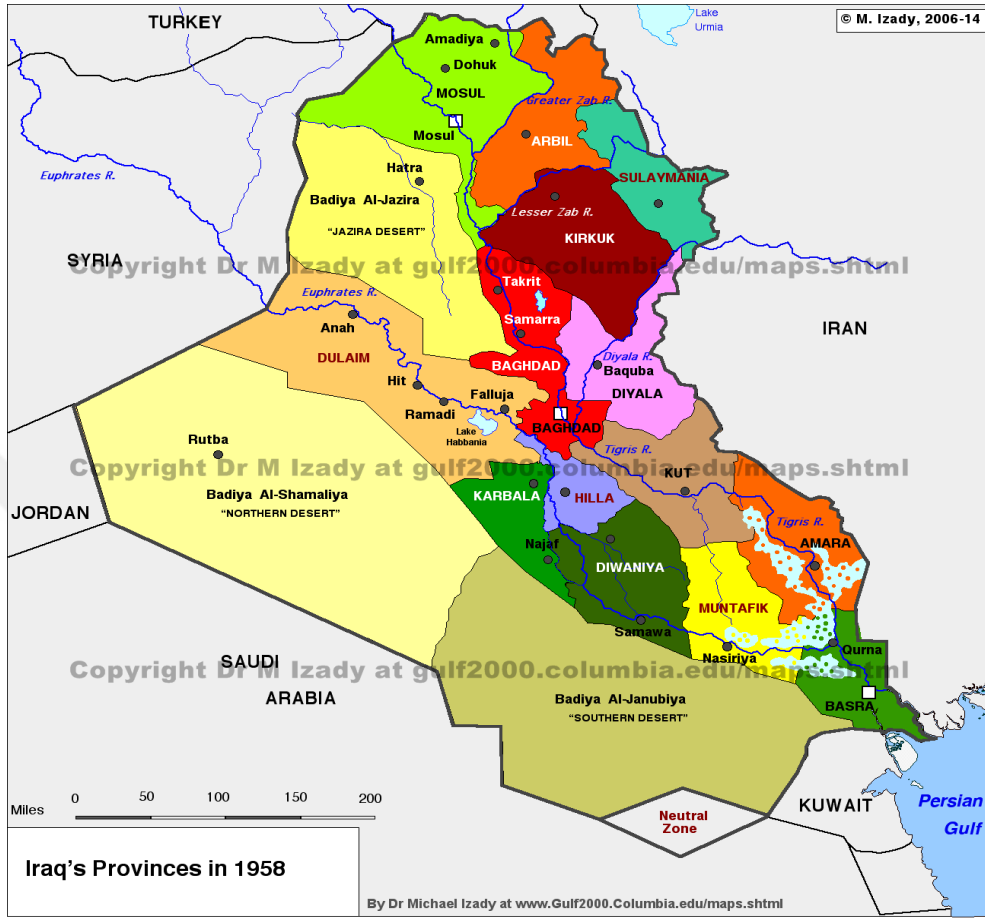 TURKEY
Lake
Urmia
© M. Izady, 2006-14
Amadiya
Dohuk
MOSUL
Greater Zab R.
Mosul
ARBIL
Euphrates R.
Hatra
SULAYMANIA
Badiya Al-Jazira
Lesser Zab R.
"JAZIRA DESERT"
KIRKUK
SYRIA
Copyright Dr M Izady at gulf2000.columbia.edu/maps.shtml
Takrit
Euphrates R.
Anah
Samarra
IRAN
DULAIM
BAGHDAD
Diyala R.
Baquba
Hit
Falluja
DIYALA
Ramadi
Lake
Habbania
BAGHDAD
Rutba
Tigris R.
Copyright Dr M Izady at gulf2000.columbia.edu/maps.shtml
KUT
Badiya Al-Shamaliya
KARBALA
HILLA
"NORTHERN DESERT"
JORDAN
Tigris R.
AMARA
Najaf
DIWANIYA
MUNTAFIK
Samawa
Qurna
Nasiriya
SAUDI
ARABIA
Copyright Dr M Izady at gulf2000.columbia.edu/maps.shtml
Badiya Al-Janubiya
"SOUTHERN DESERT"
BASRA
Miles
0 50 100 150 200
KUWAIT
Persian
Gulf
Neutral
Zone
Iraq's Provinces in 1958
By Dr Michael Izady at www.Gulf2000.Columbia.edu/maps.shtml